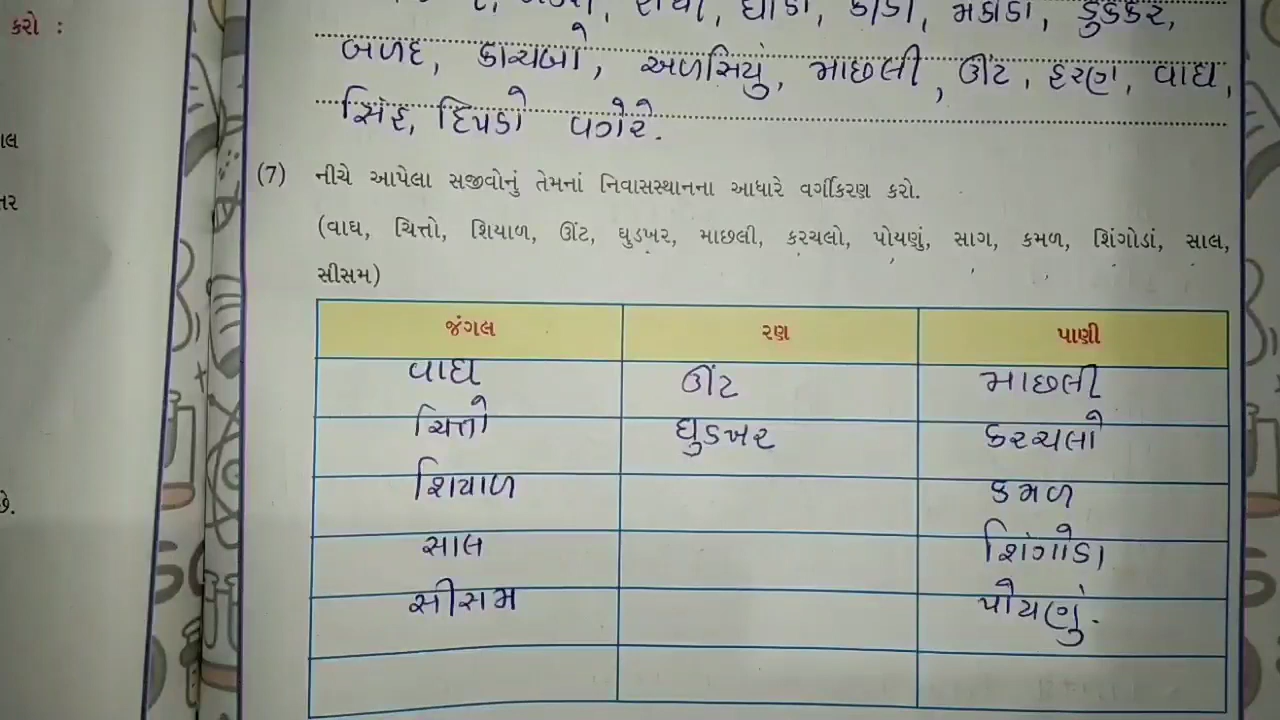 કરો :
બળદ, કાચબો, અળસિયું, માછલી, ઊંટ, હરણ, વાઘ,
સિંહ, દિપડો વગેરે.
(7) નીચે આપેલા સજીવોનું તેમનાં નિવાસસ્થાનના આધારે વર્ગીકરણ કરો.
(વાઘ, ચિત્તો, શિયાળ, ઊંટ, ઘુડખર, માછલી, કરચલો, પોયણું, સાગ, કમળ, શિંગોડાં, સાલ,
સીસમ)
જંગલ રણ પાણી
વાઘ ઊંટ માછલી
ચિત્તો ઘુડખર કરચલો
શિયાળ કમળ
સાલ શિંગોડા
સીસમ પોયણું.
છે.